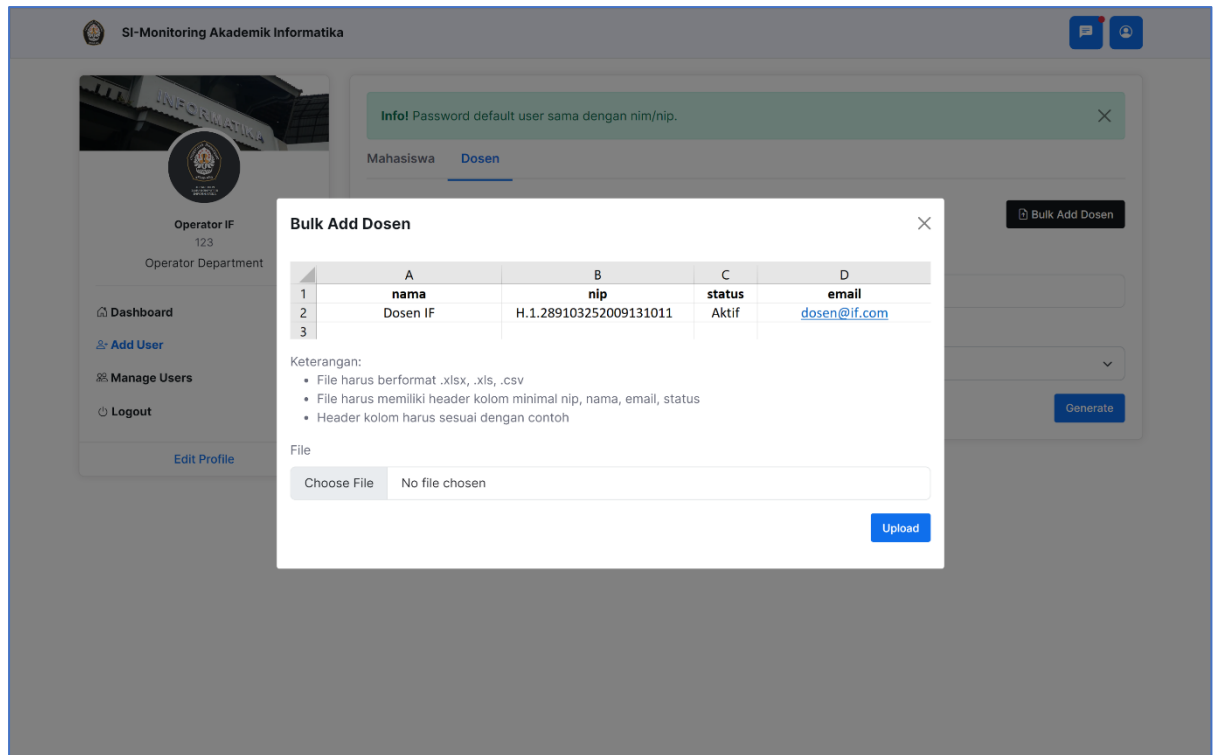 SI-Monitoring Akademik Informatika
INFORMATIKA
Operator IF
123
Operator Department
Dashboard
Add User
Manage Users
Logout
Edit Profile
Info! Password default user sama dengan nim/nip.
Mahasiswa Dosen
Bulk Add Dosen
Generate
Bulk Add Dosen
A B C D
1 nama nip status email
2 Dosen IF H.1.289103252009131011 Aktif dosen@if.com
3
Keterangan:
• File harus berformat .xlsx, .xls, .csv
• File harus memiliki header kolom minimal nip, nama, email, status
• Header kolom harus sesuai dengan contoh
File
Choose File No file chosen
Upload